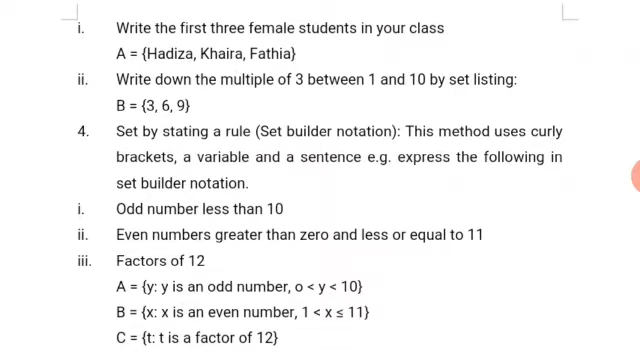 i. Write the first three female students in your class
A = {Hadiza, Khaira, Fathia}
ii. Write down the multiple of 3 between 1 and 10 by set listing:
B = {3, 6, 9}
4. Set by stating a rule (Set builder notation): This method uses curly
brackets, a variable and a sentence e.g. express the following in
set builder notation.
i. Odd number less than 10
ii. Even numbers greater than zero and less or equal to 11
iii. Factors of 12
A = {y: y is an odd number, o < y < 10}
B = {x: x is an even number, 1 < x ≤ 11}
C = {t: t is a factor of 12}